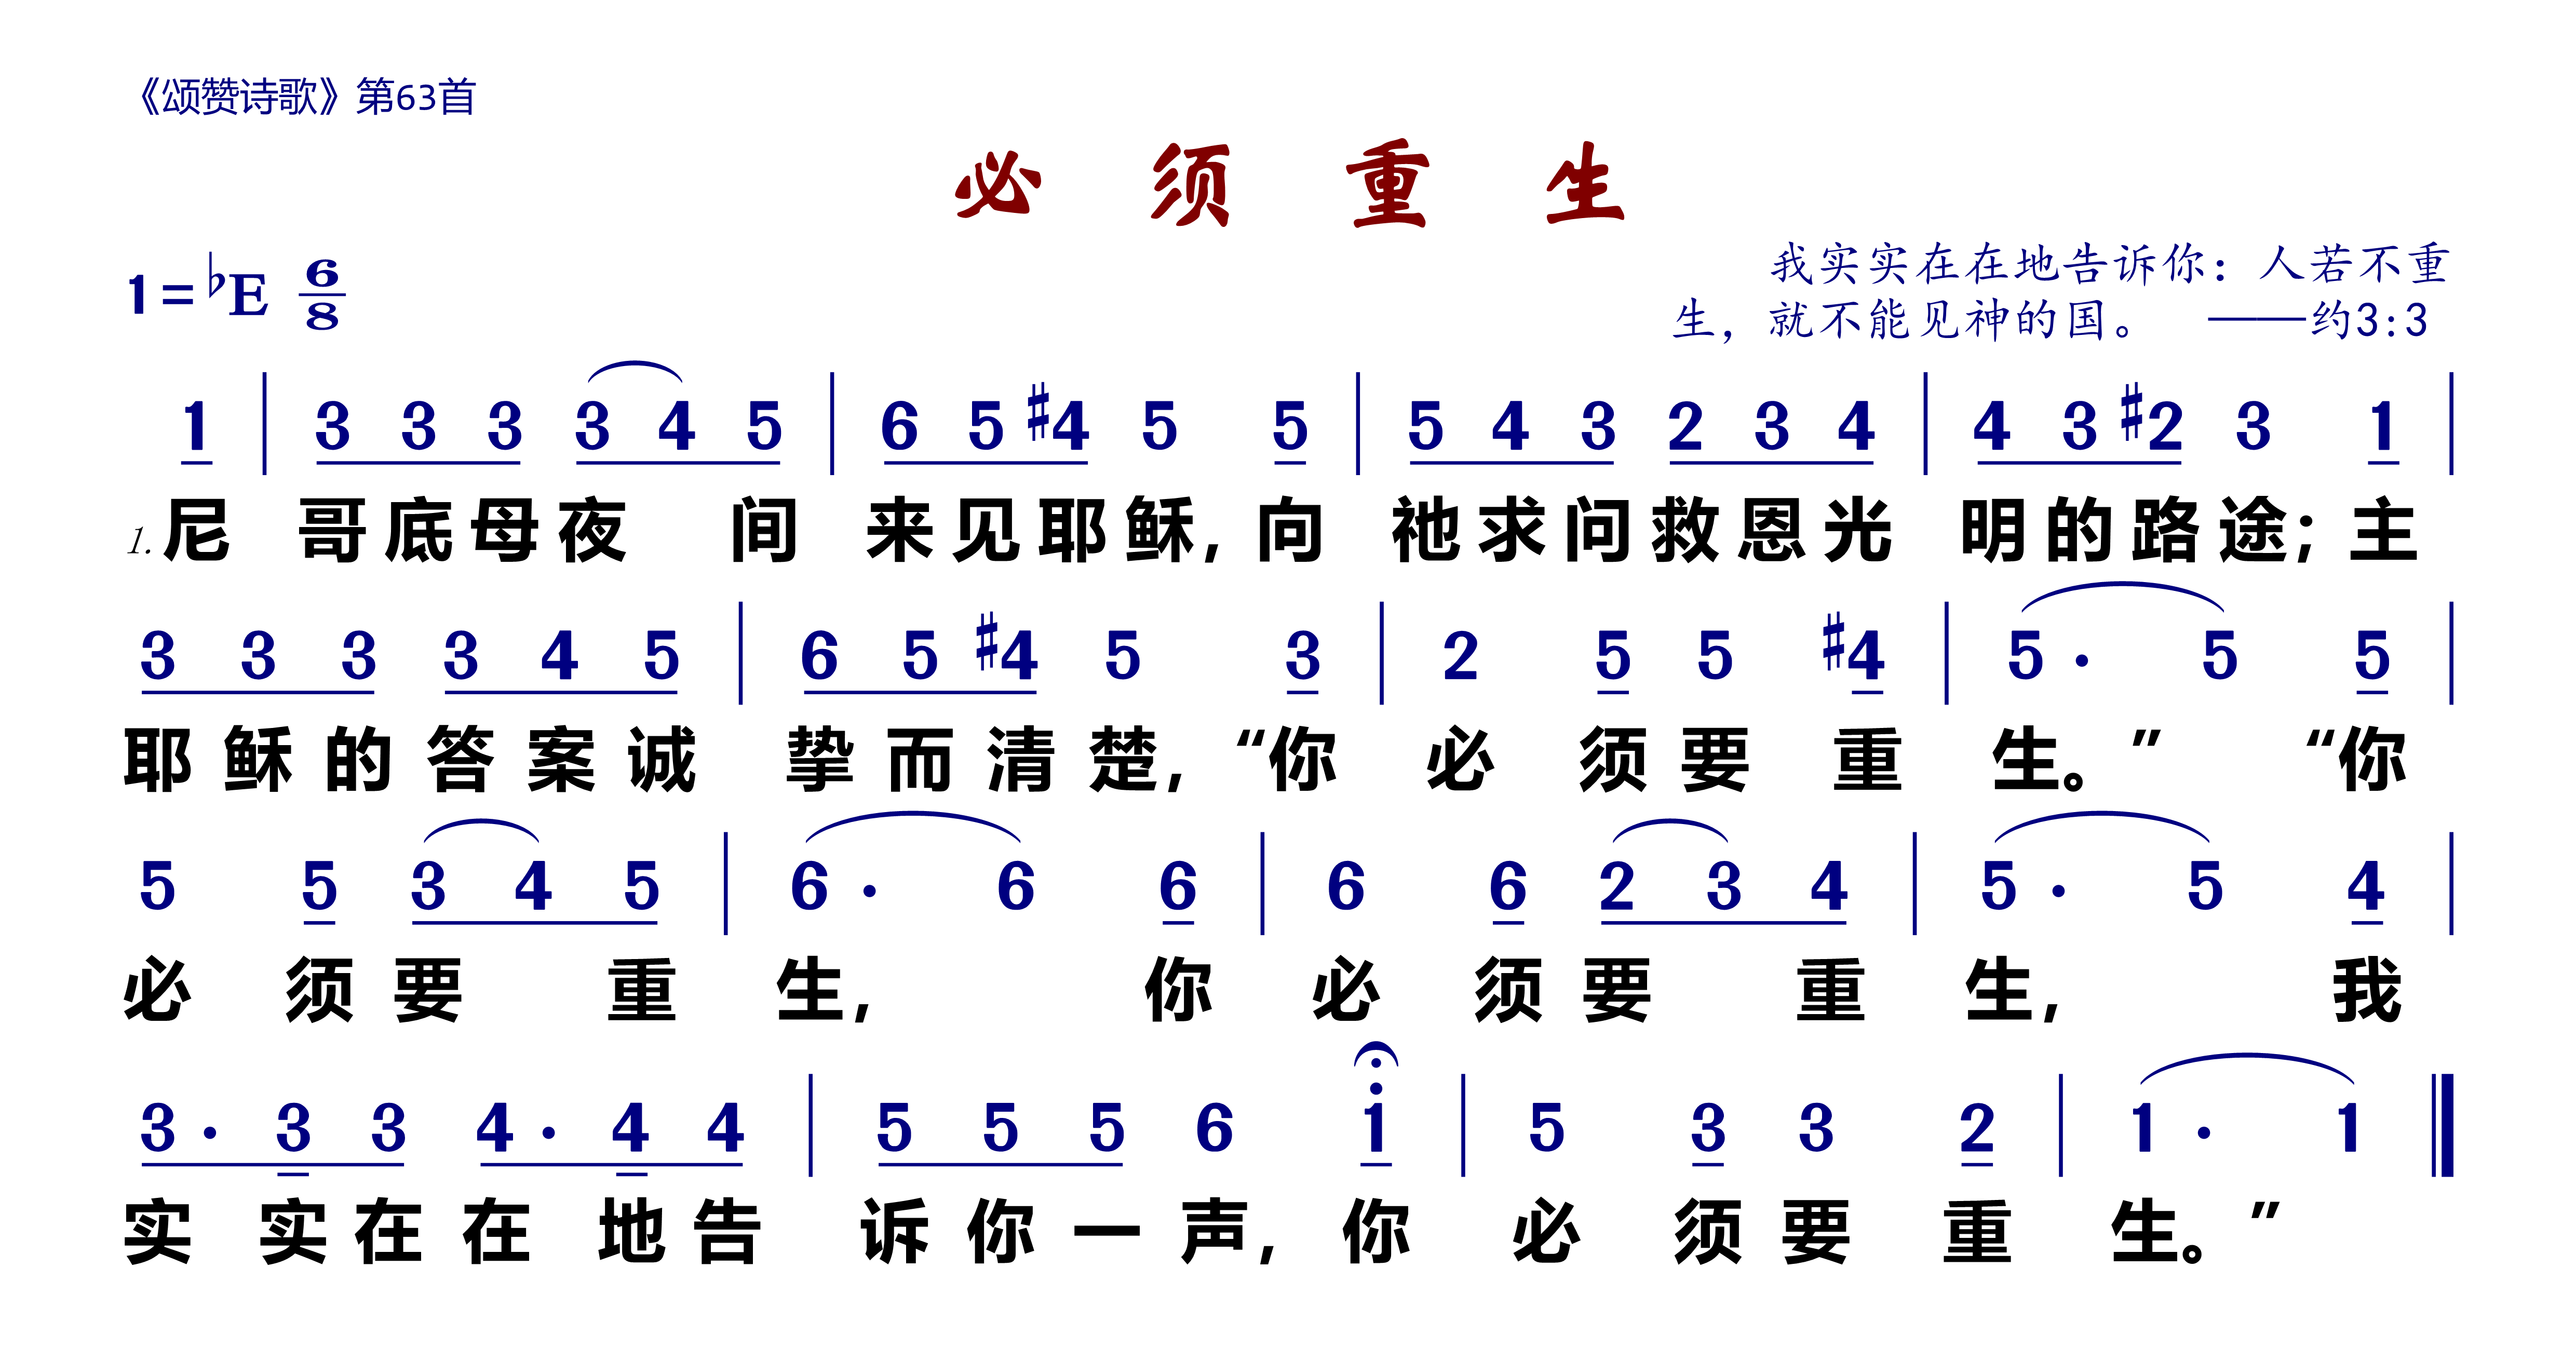 《颂赞诗歌》第63首
必须重生
1=♭E 6/8
我实实在在地告诉你：人若不重
生，就不能见神的国。 ——约3:3
1 | 3 3 3 3 4 5 | 6 5 #4 5 5 | 5 4 3 2 3 4 | 4 3 #2 3 1 |
1. 尼 哥底母夜 间 来见耶稣, 向 祂求问救恩光 明的路途; 主
3 3 3 3 4 5 | 6 5 #4 5 3 | 2 5 5 #4 | 5 · 5 5 |
耶稣的答案诚 挚而清楚, “你 必 须要 重 生。” “你
5 5 3 4 5 | 6 · 6 6 | 6 6 2 3 4 | 5 · 5 4 |
必 须要 重 生, 你 必 须要 重 生, 我
3 · 3 3 4 · 4 4 | 5 5 5 6 1̇ | 5 3 3 2 | 1 · 1 ‖
实 实在在 地告 诉你一声, 你 必 须要 重 生。”